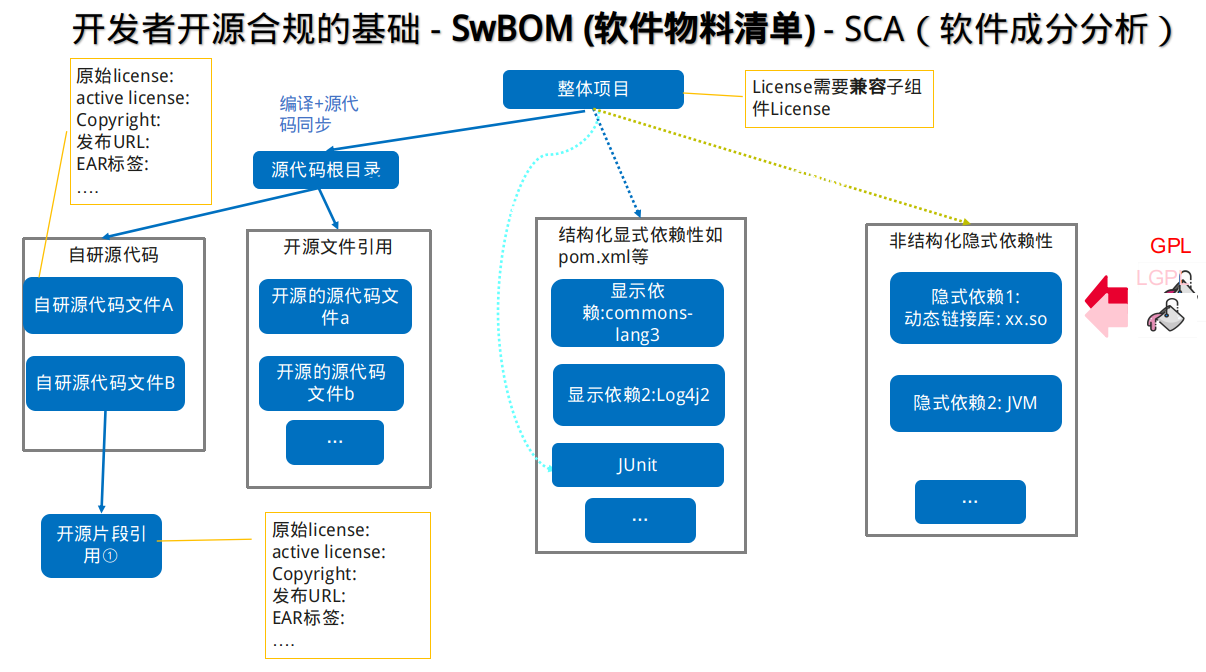 开发者开源合规的基础 - SwBOM (软件物料清单) - SCA（软件成分分析）
原始license:
active license:
Copyright:
发布URL:
EAR标签:
....
编译+源代
码同步
整体项目
License需要兼容子组
件License
源代码根目录
自研源代码
自研源代码文件A
自研源代码文件B
开源片段引
用①
开源文件引用
开源的源代码文
件a
开源的源代码
文件b
...
原始license:
active license:
Copyright:
发布URL:
EAR标签:
....
结构化显式依赖性如
pom.xml等
显示依
赖:commons-
lang3
显示依赖2:Log4j2
JUnit
...
非结构化隐式依赖性
隐式依赖1:
动态链接库: xx.so
隐式依赖2: JVM
...
GPL
LGPL